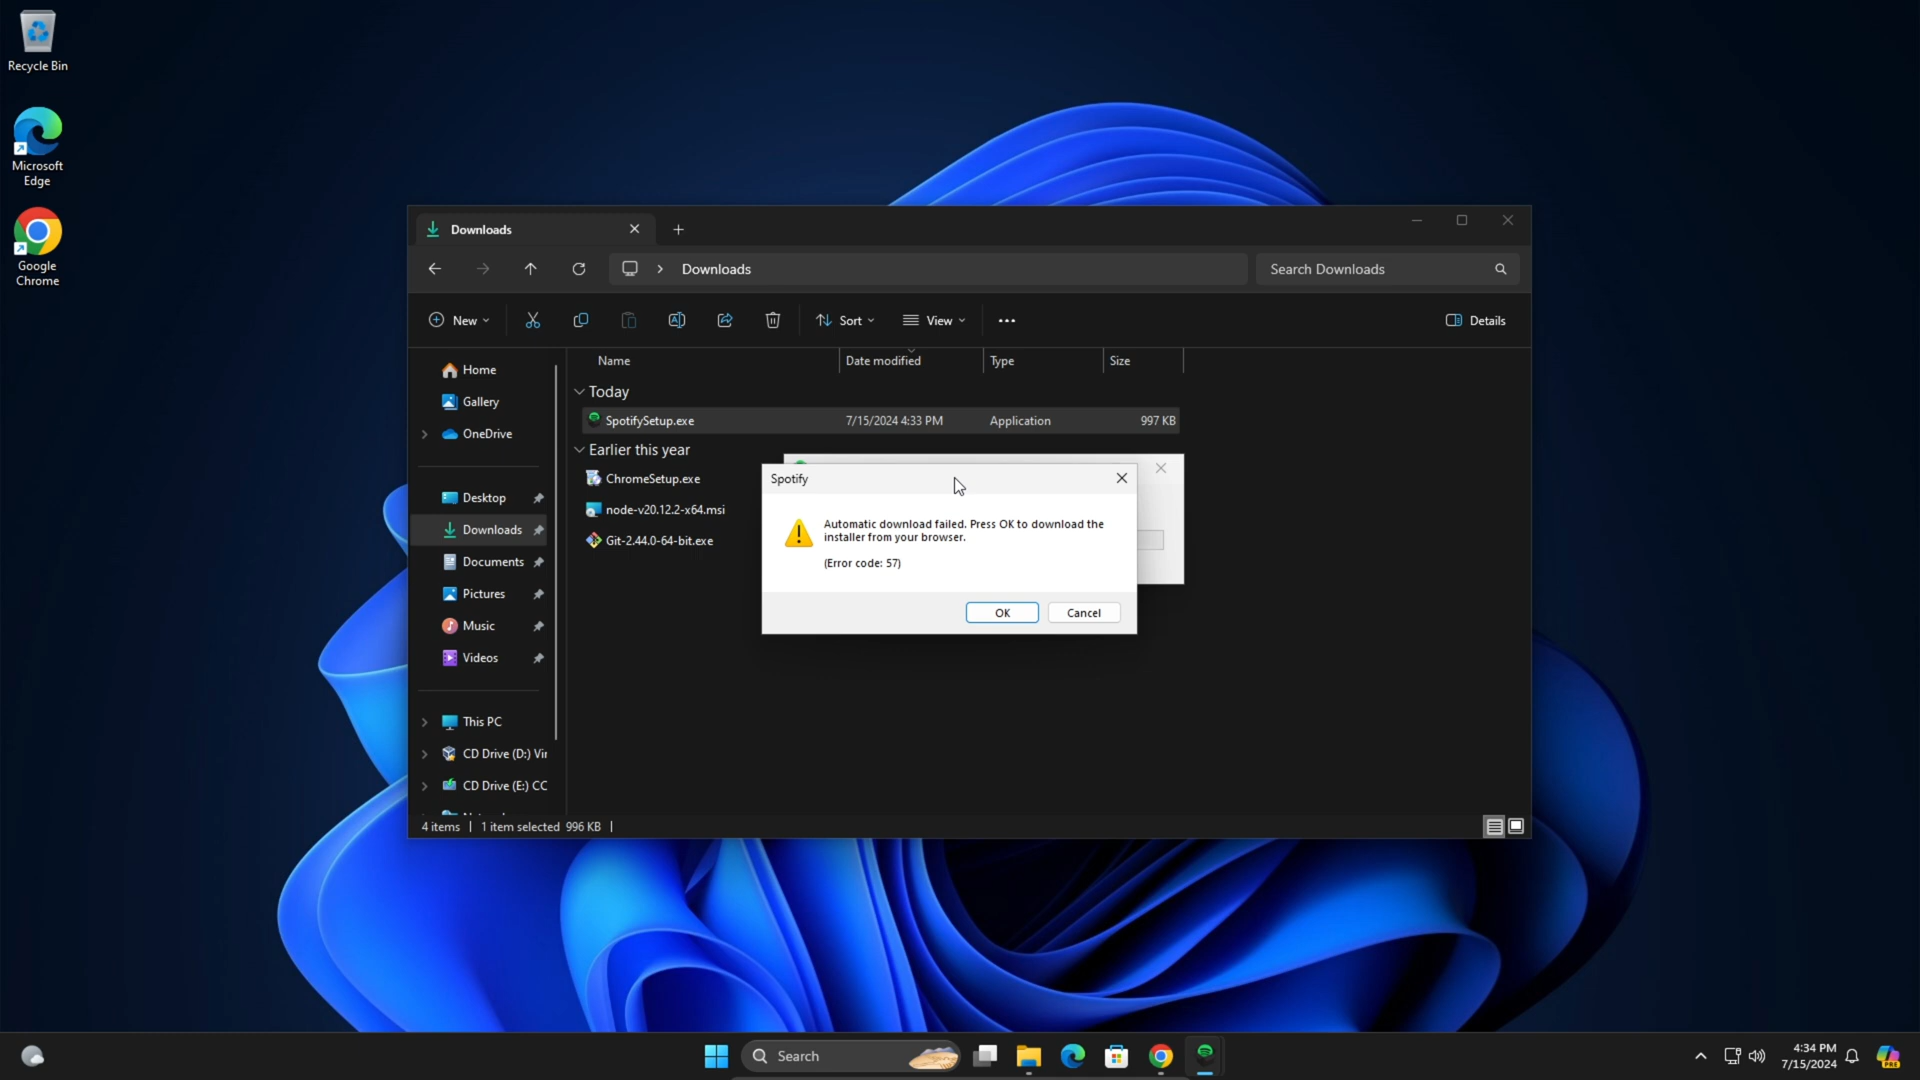 Recycle Bin
Microsoft
Edge
Google
Chrome
Downloads
Downloads
Search Downloads
New
Sort
View
Details
Name
Date modified
Type
Size
Today
SpotifySetup.exe
7/15/2024 4:33 PM
Application
997 KB
Earlier this year
ChromeSetup.exe
node-v20.12.2-x64.msi
Git-2.44.0-64-bit.exe
Home
Gallery
OneDrive
Desktop
Downloads
Documents
Pictures
Music
Videos
This PC
CD Drive (D:) Vir
CD Drive (E:) CC
4 items
1 item selected 996 KB
Spotify
Automatic download failed. Press OK to download the
installer from your browser.
(Error code: 57)
OK
Cancel
Search
4:34 PM
7/15/2024
PRE